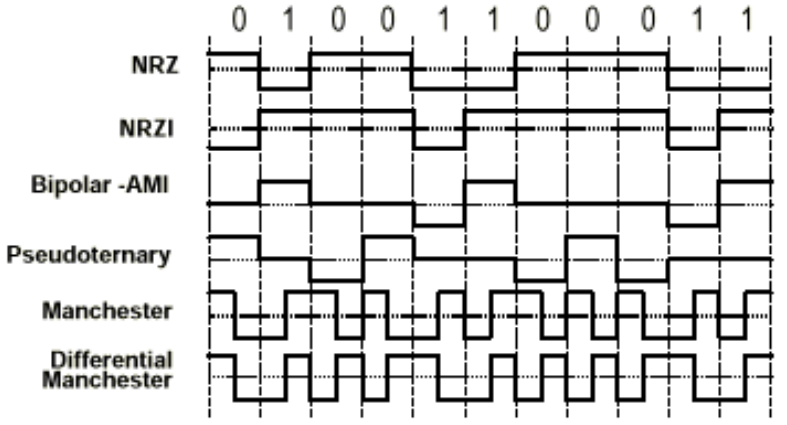 0 1 0 0 1 1 0 0 0 1 1
NRZ
NRZI
Bipolar -AMI
Pseudoternary
Manchester
Differential
Manchester